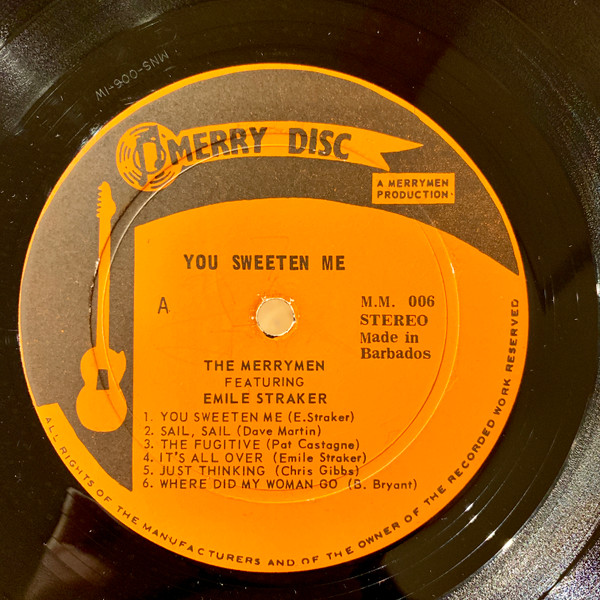 MNS-006-1W
MERRY DISC
A MERRYMEN
PRODUCTION.
YOU SWEETEN ME
A
M.M. 006
STEREO
Made in
Barbados
THE MERRYMEN
FEATURING
EMILE STRAKER
1. YOU SWEETEN ME (E.Straker)
2. SAIL, SAIL (Dave Martin)
3. THE FUGITIVE (Pat Castagne)
4. IT'S ALL OVER (Emile Straker)
5. JUST THINKING (Chris Gibbs)
6. WHERE DID MY WOMAN GO (B. Bryant)
ALL RIGHTS OF THE MANUFACTURERS AND OF THE OWNER OF THE RECORDED WORK RESERVED